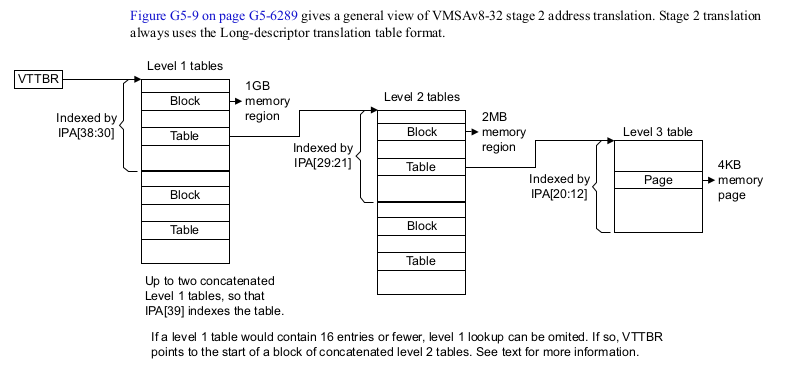 Figure G5-9 on page G5-6289 gives a general view of VMSAv8-32 stage 2 address translation. Stage 2 translation
always uses the Long-descriptor translation table format.
VTTBR
Level 1 tables
Indexed by
IPA[38:30]
Block
Table
1GB
memory
region
Block
Table
Up to two concatenated
Level 1 tables, so that
IPA[39] indexes the table.
Level 2 tables
Indexed by
IPA[29:21]
Block
Table
2MB
memory
region
Block
Table
Level 3 table
Indexed by
IPA[20:12]
Page
4KB
memory
page
If a level 1 table would contain 16 entries or fewer, level 1 lookup can be omited. If so, VTTBR
points to the start of a block of concatenated level 2 tables. See text for more information.